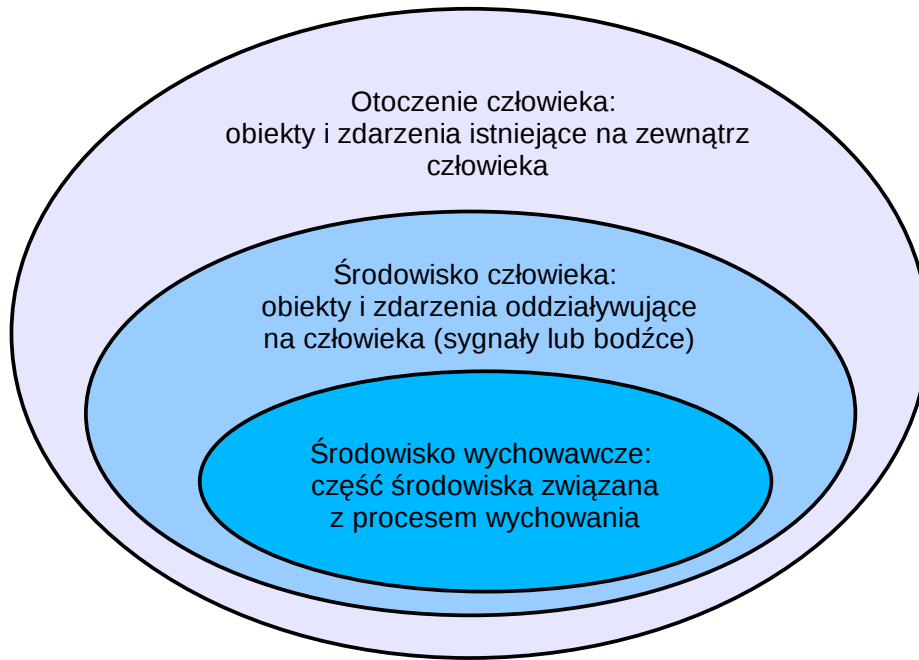 Otoczenie człowieka:
obiekty i zdarzenia istniejące na zewnątrz
człowieka
Środowisko człowieka:
obiekty i zdarzenia oddziaływujące
na człowieka (sygnały lub bodźce)
Środowisko wychowawcze:
część środowiska związana
z procesem wychowania